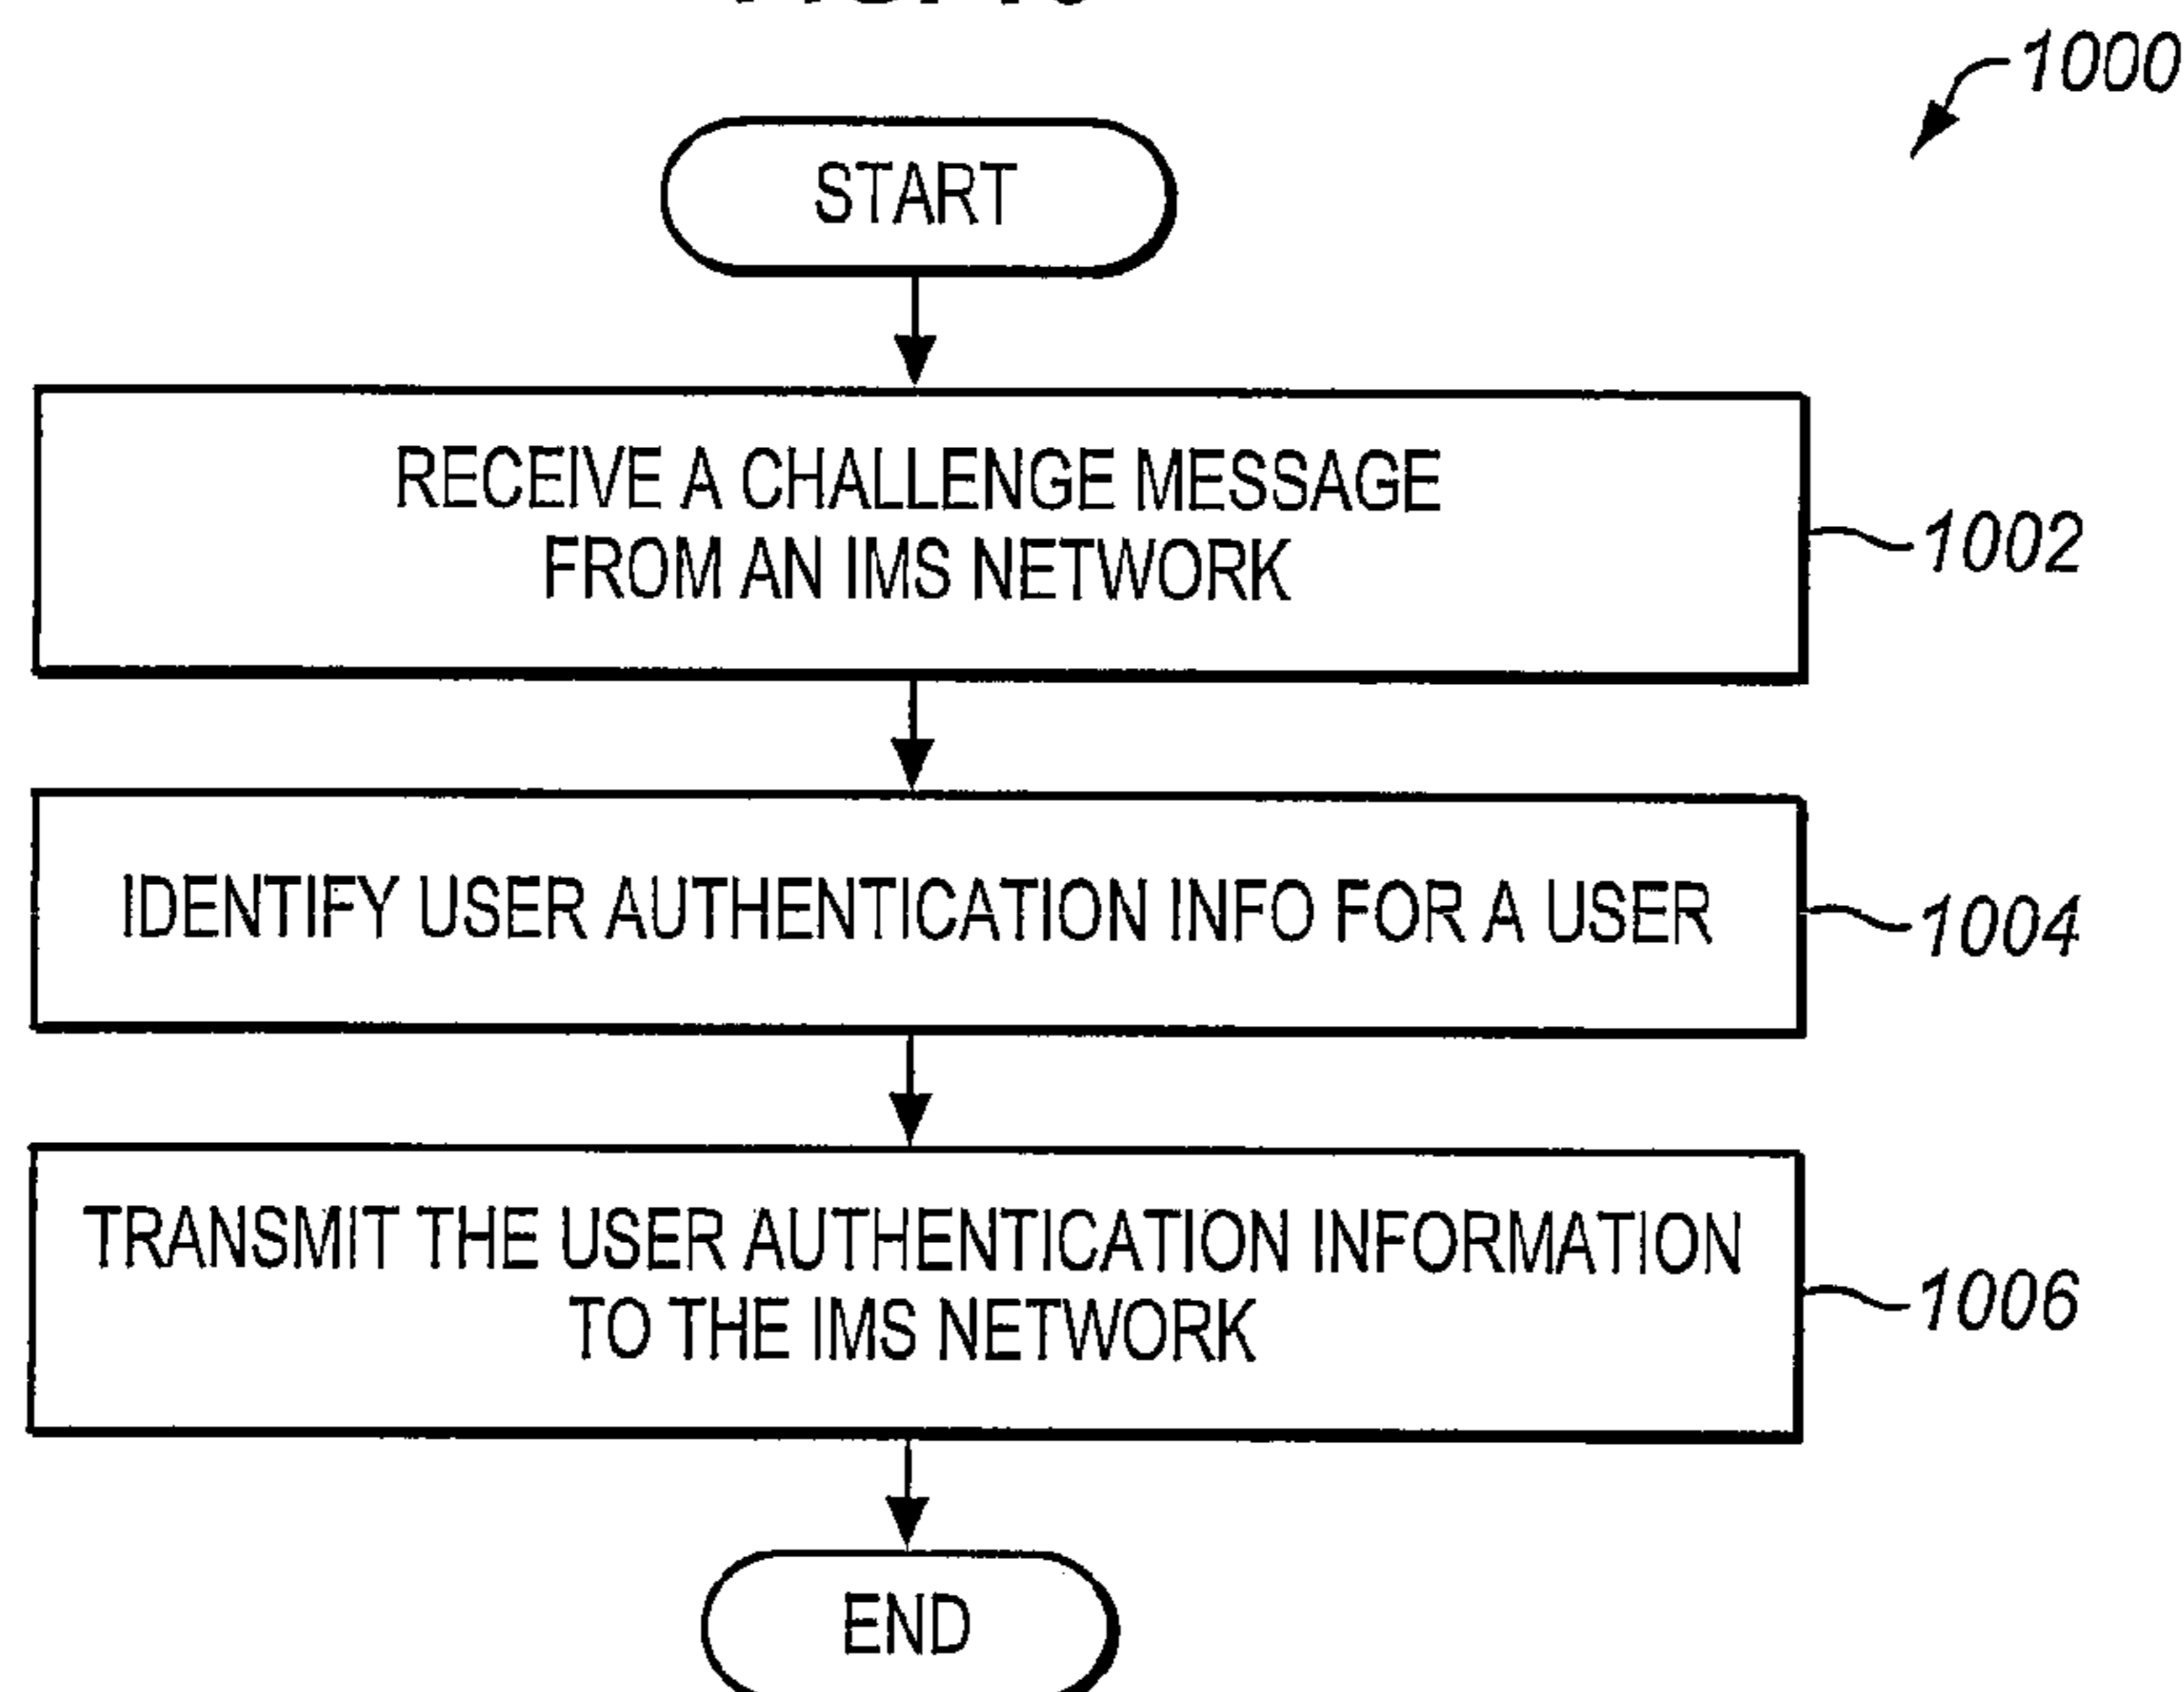 1000
START
RECEIVE A CHALLENGE MESSAGE
FROM AN IMS NETWORK
1002
IDENTIFY USER AUTHENTICATION INFO FOR A USER
1004
TRANSMIT THE USER AUTHENTICATION INFORMATION
TO THE IMS NETWORK
1006
END